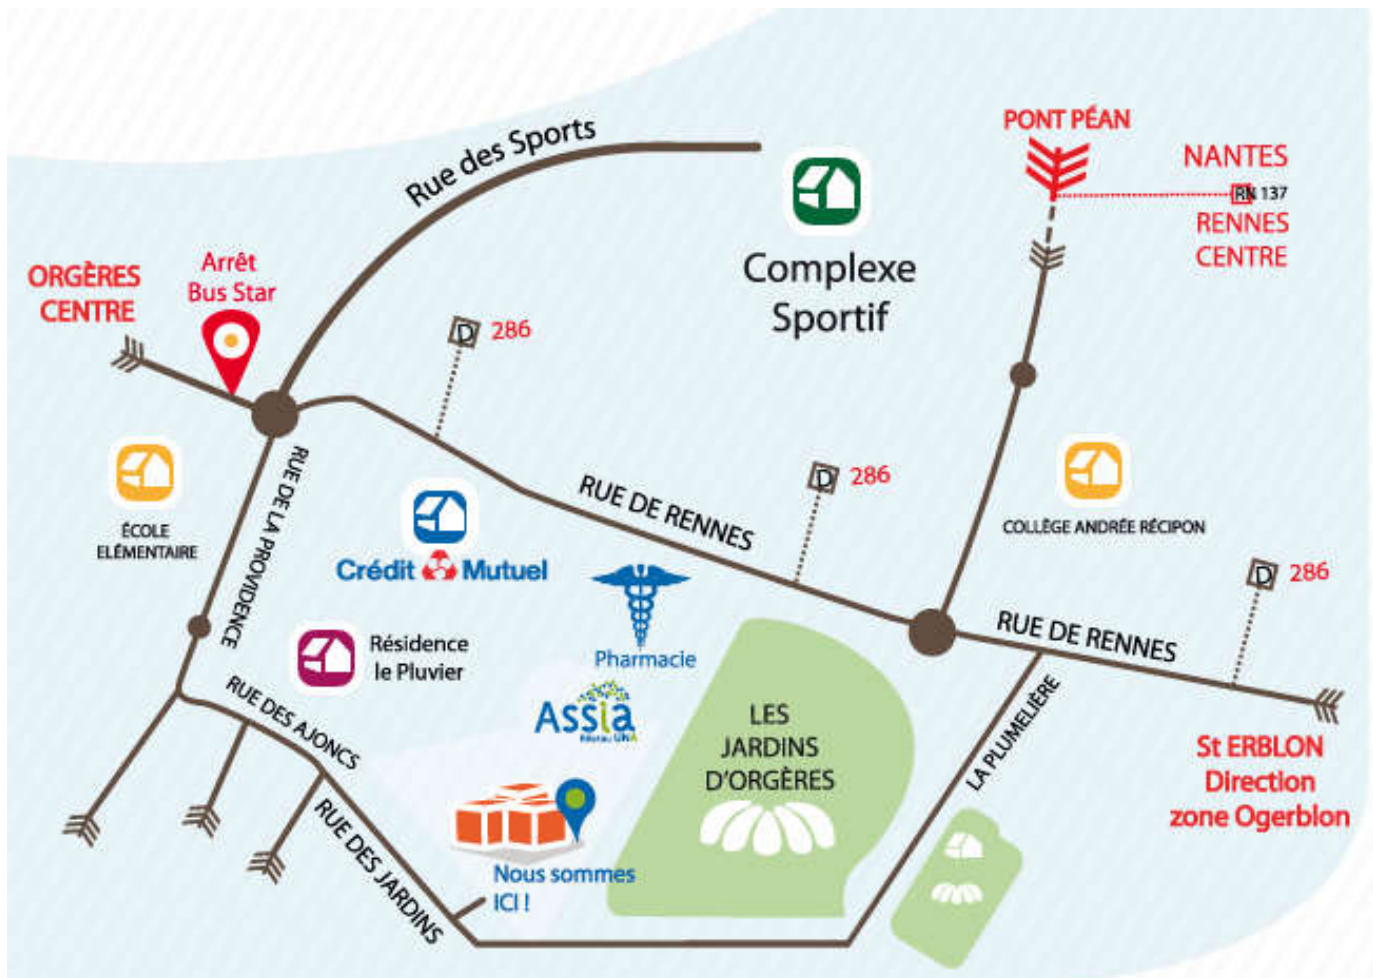 Rue des Sports
PONT PÉAN
NANTES
RN 137
RENNES
CENTRE
Complexe
Sportif
Arrêt
Bus Star
ORGÈRES
CENTRE
D 286
D 286
RUE DE RENNES
COLLÈGE ANDRÉE RÉCIPON
D 286
ÉCOLE
ELÉMENTAIRE
RUE DE LA PROVIDENCE
Crédit Mutuel
Pharmacie
RUE DE RENNES
Résidence
le Pluvier
RUE DES AJONCS
Assia
Réseau UNA
LES
JARDINS
D'ORGÈRES
LA PLUMELIÈRE
St ERBLON
Direction
zone Ogerblon
RUE DES JARDINS
Nous sommes
ICI !